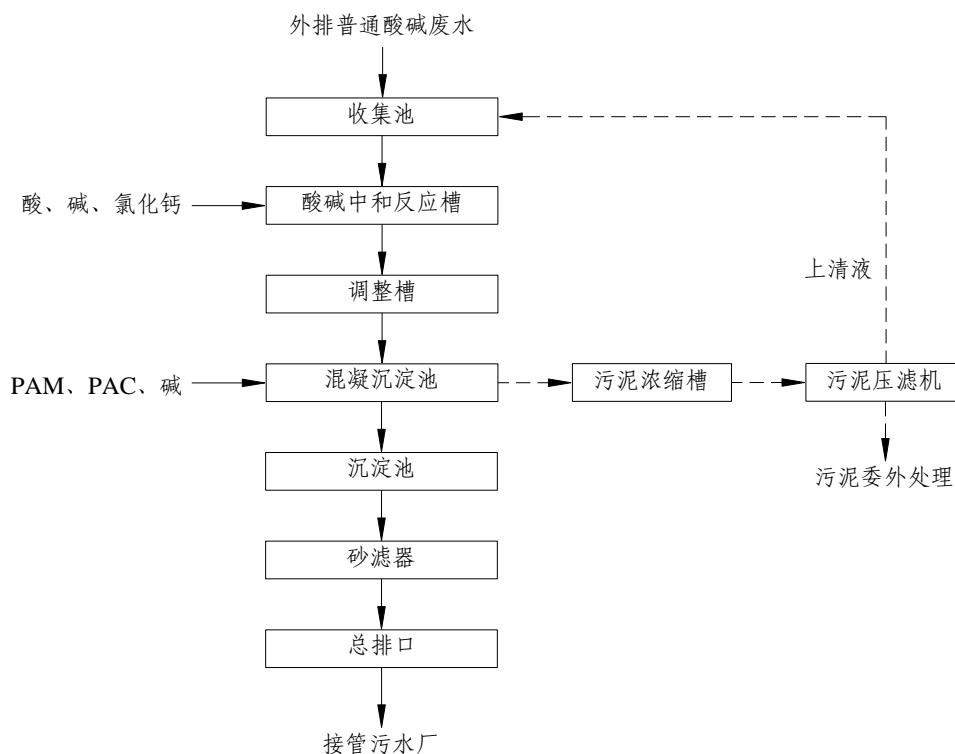 外排普通酸碱废水
收集池
酸、碱、氯化钙
酸碱中和反应槽
调整槽
上清液
PAM、PAC、碱
混凝沉淀池
污泥浓缩槽
污泥压滤机
沉淀池
污泥委外处理
砂滤器
总排口
接管污水厂